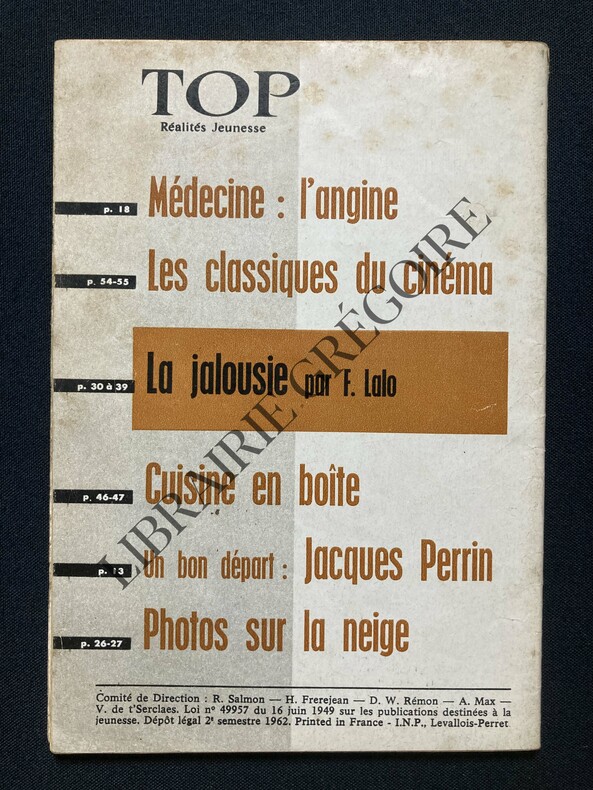 TOP
Réalités Jeunesse
p. 18 Médecine : l'angine
p. 54-55 Les classiques du cinéma
p. 30 à 39 La jalousie par F. Lalo
p. 46-47 Cuisine en boîte
p. 13 Un bon départ : Jacques Perrin
p. 26-27 Photos sur la neige
LIBRAIRIE GRÉGOIRE
Comité de Direction : R. Salmon — H. Frerejean — D. W. Rémon — A. Max —
V. de t'Serclaes. Loi n° 49957 du 16 juin 1949 sur les publications destinées à la
jeunesse. Dépôt légal 2e semestre 1962. Printed in France - I.N.P., Levallois-Perret